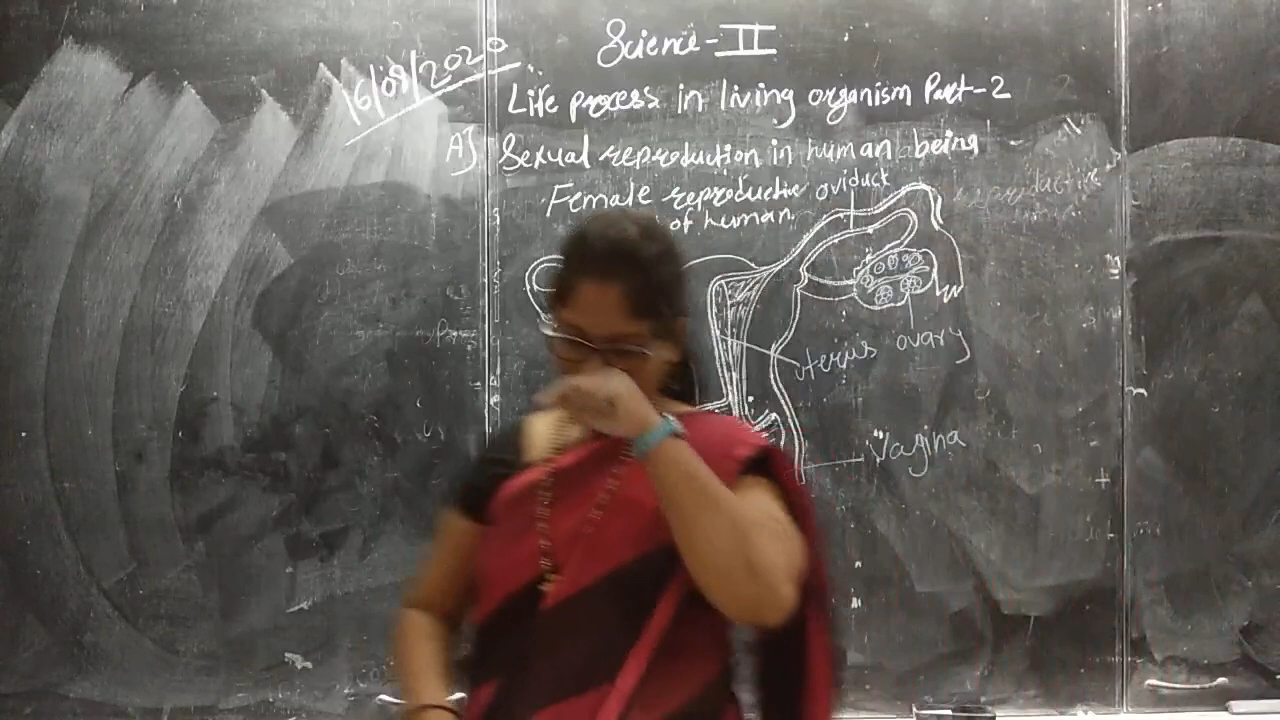 Science-II
16/09/2020
Life process in living organism Part-2
A] Sexual reproduction in human being
Female reproductive oviduct
of human.
uterus ovary
Vagina